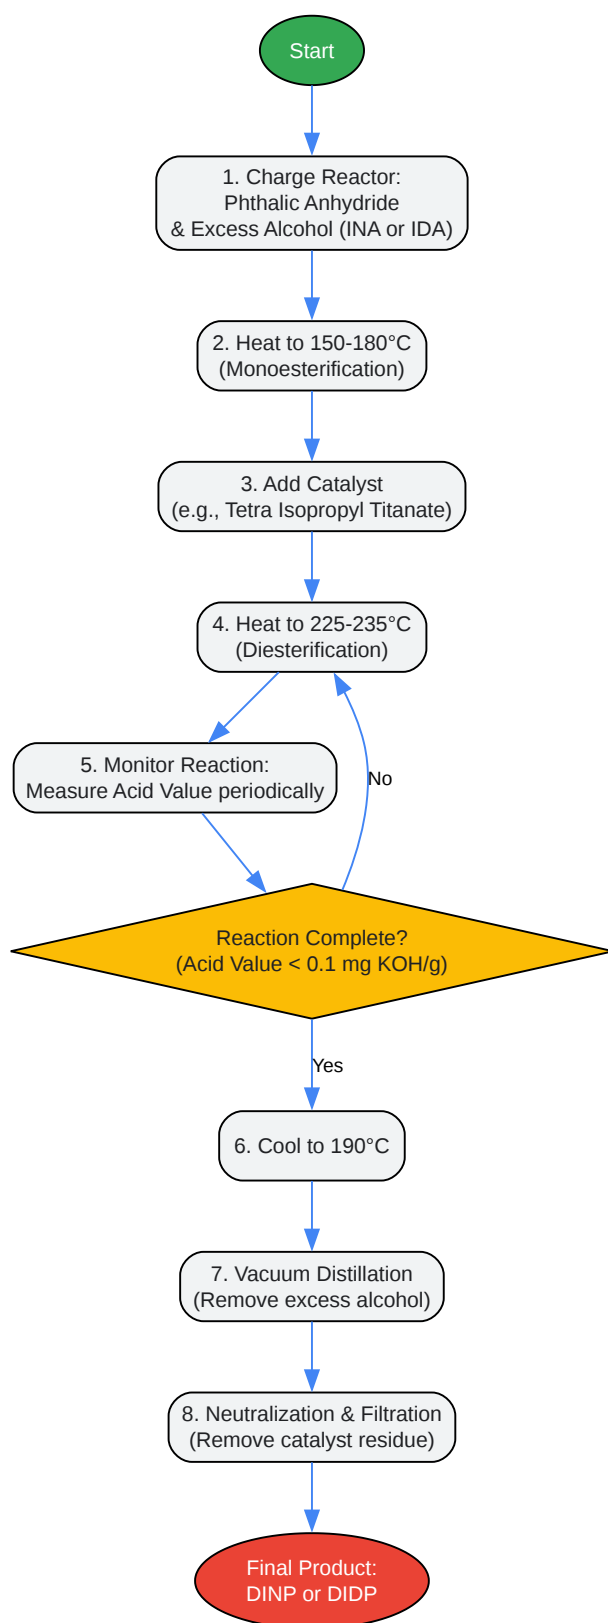 Start
1. Charge Reactor:
Phthalic Anhydride
& Excess Alcohol (INA or IDA)
2. Heat to 150-180°C
(Monoesterification)
3. Add Catalyst
(e.g., Tetra Isopropyl Titanate)
4. Heat to 225-235°C
(Diesterification)
5. Monitor Reaction:
Measure Acid Value periodically
No
Reaction Complete?
(Acid Value < 0.1 mg KOH/g)
Yes
6. Cool to 190°C
7. Vacuum Distillation
(Remove excess alcohol)
8. Neutralization & Filtration
(Remove catalyst residue)
Final Product:
DINP or DIDP